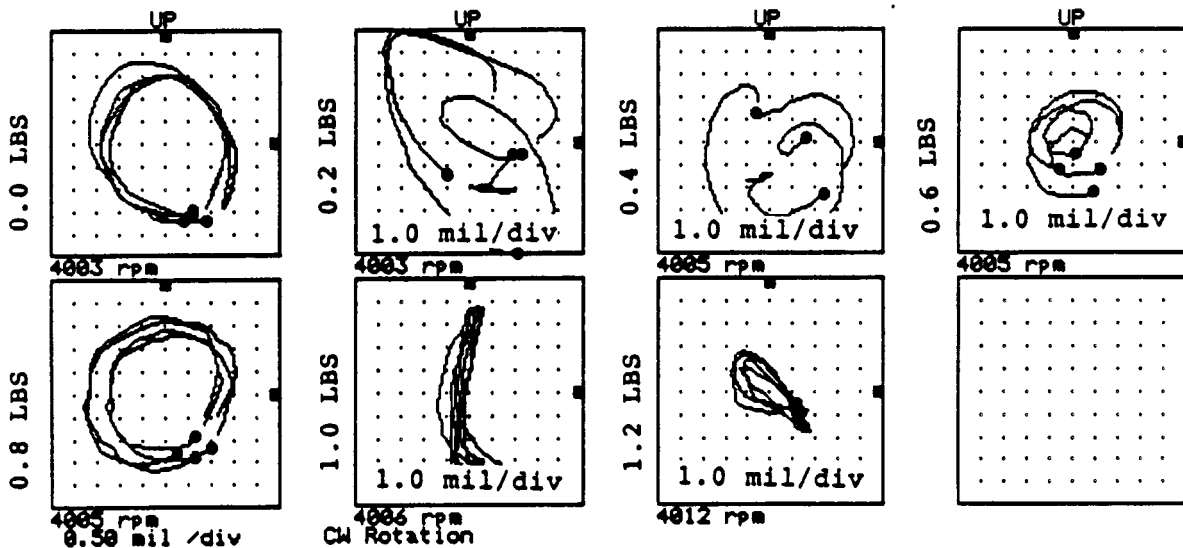 UP UP UP UP
0.0 LBS
0.2 LBS
0.4 LBS
0.6 LBS
1.0 mil/div 1.0 mil/div 1.0 mil/div
4003 rpm 4003 rpm 4005 rpm 4005 rpm
0.8 LBS
1.0 LBS
1.2 LBS
1.0 mil/div 1.0 mil/div
4005 rpm 4006 rpm 4012 rpm
0.50 mil /div CW Rotation